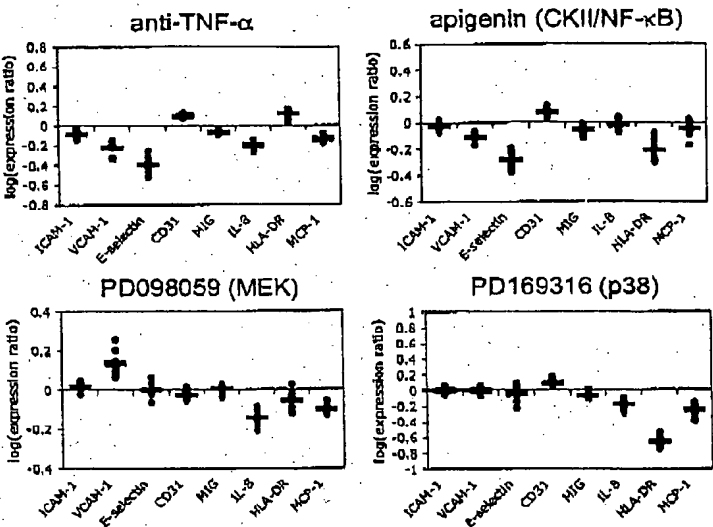 anti-TNF-α
log(expression ratio)
0.8
0.6
0.4
0.2
0
-0.2
-0.4
-0.6
-0.8
ICAM-1
VCAM-1
E-selectin
CD31
MIG
IL-8
HLA-DR
MCP-1
apigenin (CKII/NF-κB)
log(expression ratio)
0.6
0.4
0.2
0
-0.2
-0.4
-0.6
ICAM-1
VCAM-1
E-selectin
CD31
MIG
IL-8
HLA-DR
MCP-1
PD098059 (MEK)
log(expression ratio)
0.4
0.2
0
-0.2
-0.4
ICAM-1
VCAM-1
E-selectin
CD31
MIG
IL-8
HLA-DR
MCP-1
PD169316 (p38)
log(expression ratio)
1
0.8
0.6
0.4
0.2
0
-0.2
-0.4
-0.6
-0.8
-1
ICAM-1
VCAM-1
E-selectin
CD31
MIG
IL-8
HLA-DR
MCP-1